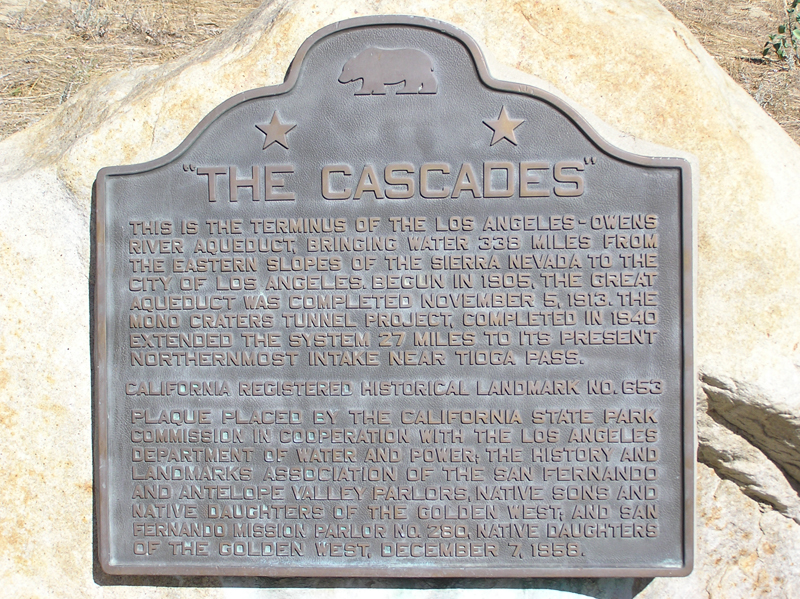 "THE CASCADES"
THIS IS THE TERMINUS OF THE LOS ANGELES-OWENS
RIVER AQUEDUCT, BRINGING WATER 338 MILES FROM
THE EASTERN SLOPES OF THE SIERRA NEVADA TO THE
CITY OF LOS ANGELES. BEGUN IN 1905, THE GREAT
AQUEDUCT WAS COMPLETED NOVEMBER 5, 1913. THE
MONO CRATERS TUNNEL PROJECT, COMPLETED IN 1940
EXTENDED THE SYSTEM 27 MILES TO ITS PRESENT
NORTHERNMOST INTAKE NEAR TIOGA PASS.
CALIFORNIA REGISTERED HISTORICAL LANDMARK NO. 653
PLAQUE PLACED BY THE CALIFORNIA STATE PARK
COMMISSION IN COOPERATION WITH THE LOS ANGELES
DEPARTMENT OF WATER AND POWER; THE HISTORY AND
LANDMARKS ASSOCIATION OF THE SAN FERNANDO
AND ANTELOPE VALLEY PARLORS, NATIVE SONS AND
NATIVE DAUGHTERS OF THE GOLDEN WEST; AND SAN
FERNANDO MISSION PARLOR NO. 280, NATIVE DAUGHTERS
OF THE GOLDEN WEST, DECEMBER 7, 1958.